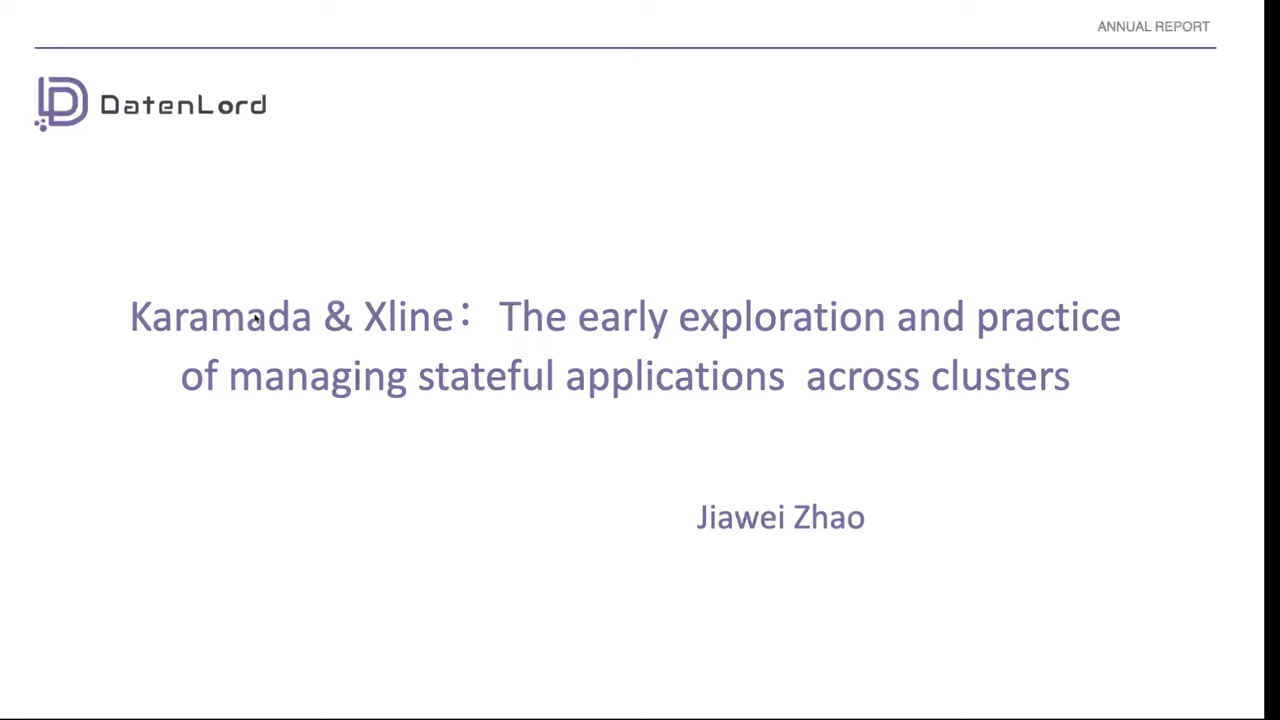 ANNUAL REPORT
DatenLord
Karamada & Xline： The early exploration and practice
of managing stateful applications across clusters
Jiawei Zhao